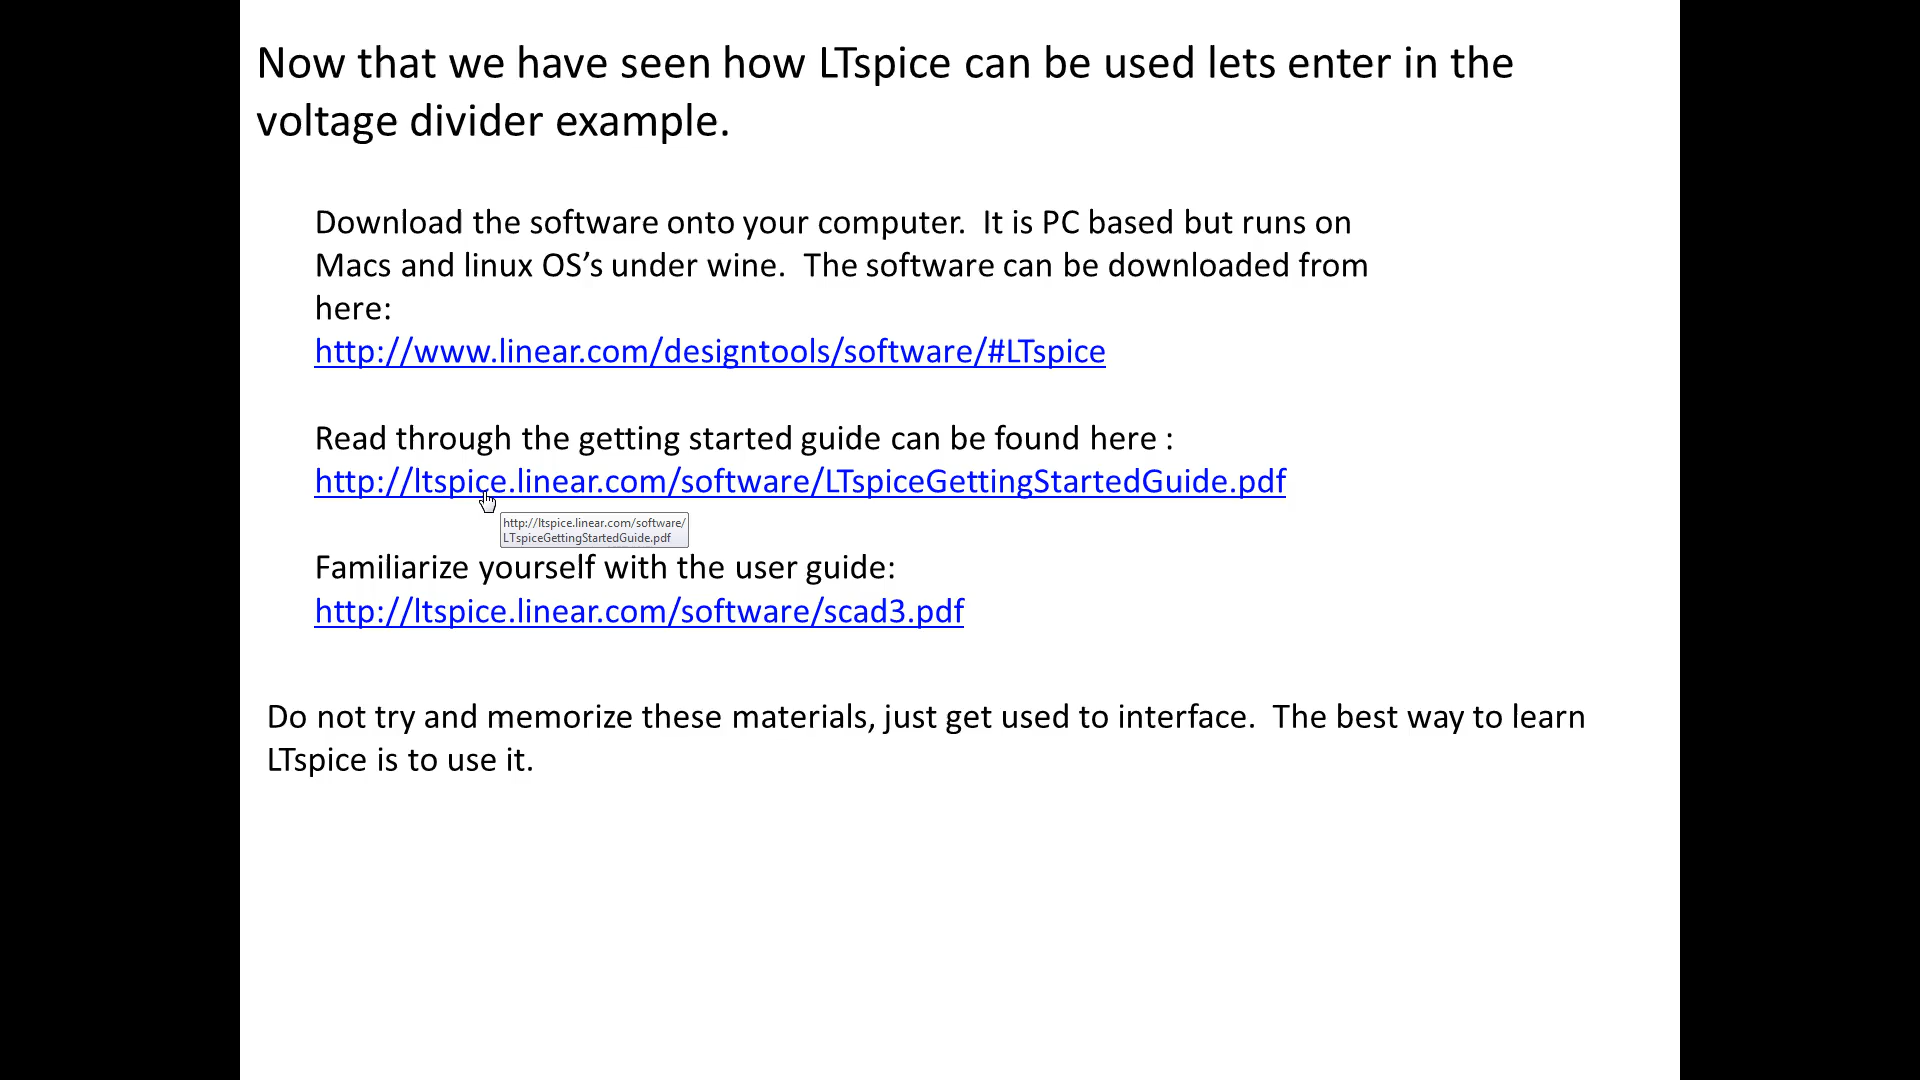 Now that we have seen how LTspice can be used lets enter in the
voltage divider example.
Download the software onto your computer.  It is PC based but runs on
Macs and linux OS’s under wine.  The software can be downloaded from
here:
http://www.linear.com/designtools/software/#LTspice
Read through the getting started guide can be found here :
http://ltspice.linear.com/software/LTspiceGettingStartedGuide.pdf
http://ltspice.linear.com/software/
LTspiceGettingStartedGuide.pdf
Familiarize yourself with the user guide:
http://ltspice.linear.com/software/scad3.pdf
Do not try and memorize these materials, just get used to interface.  The best way to learn
LTspice is to use it.